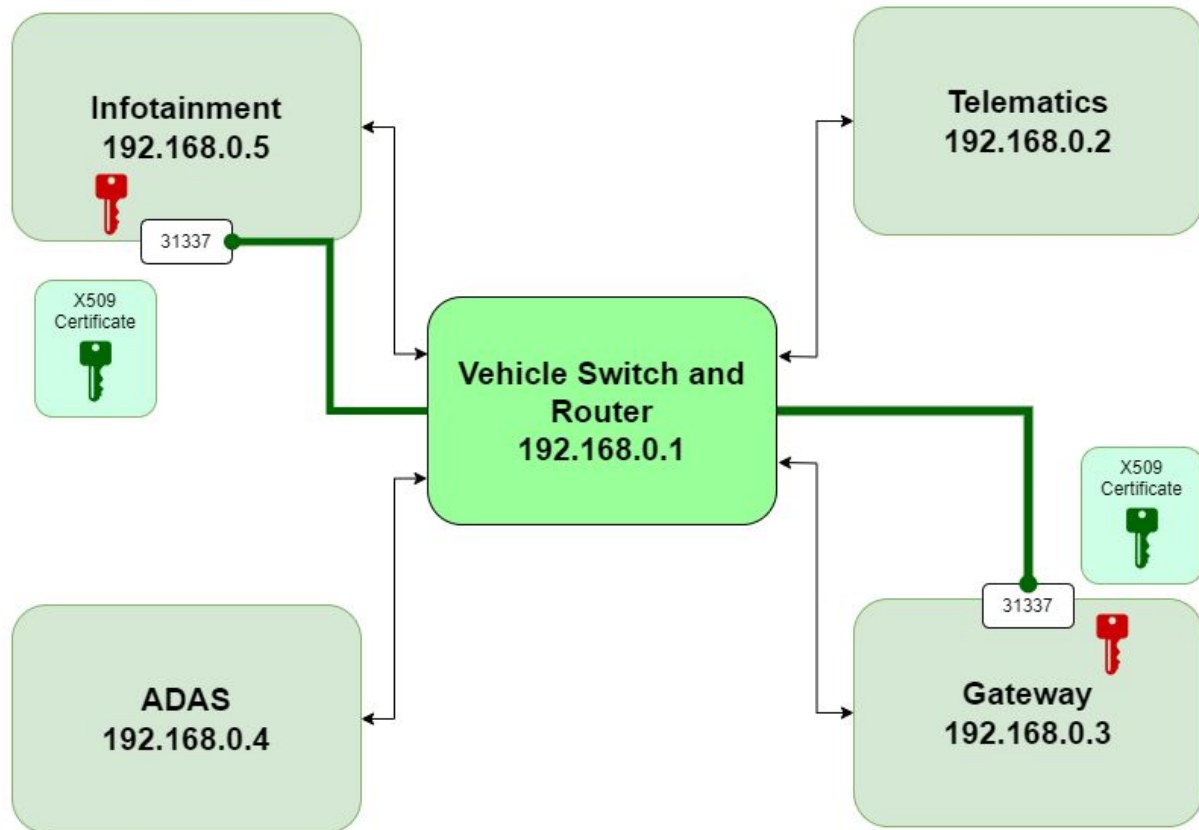 Infotainment
192.168.0.5
31337
X509
Certificate
Telematics
192.168.0.2
Vehicle Switch and
Router
192.168.0.1
X509
Certificate
31337
ADAS
192.168.0.4
Gateway
192.168.0.3